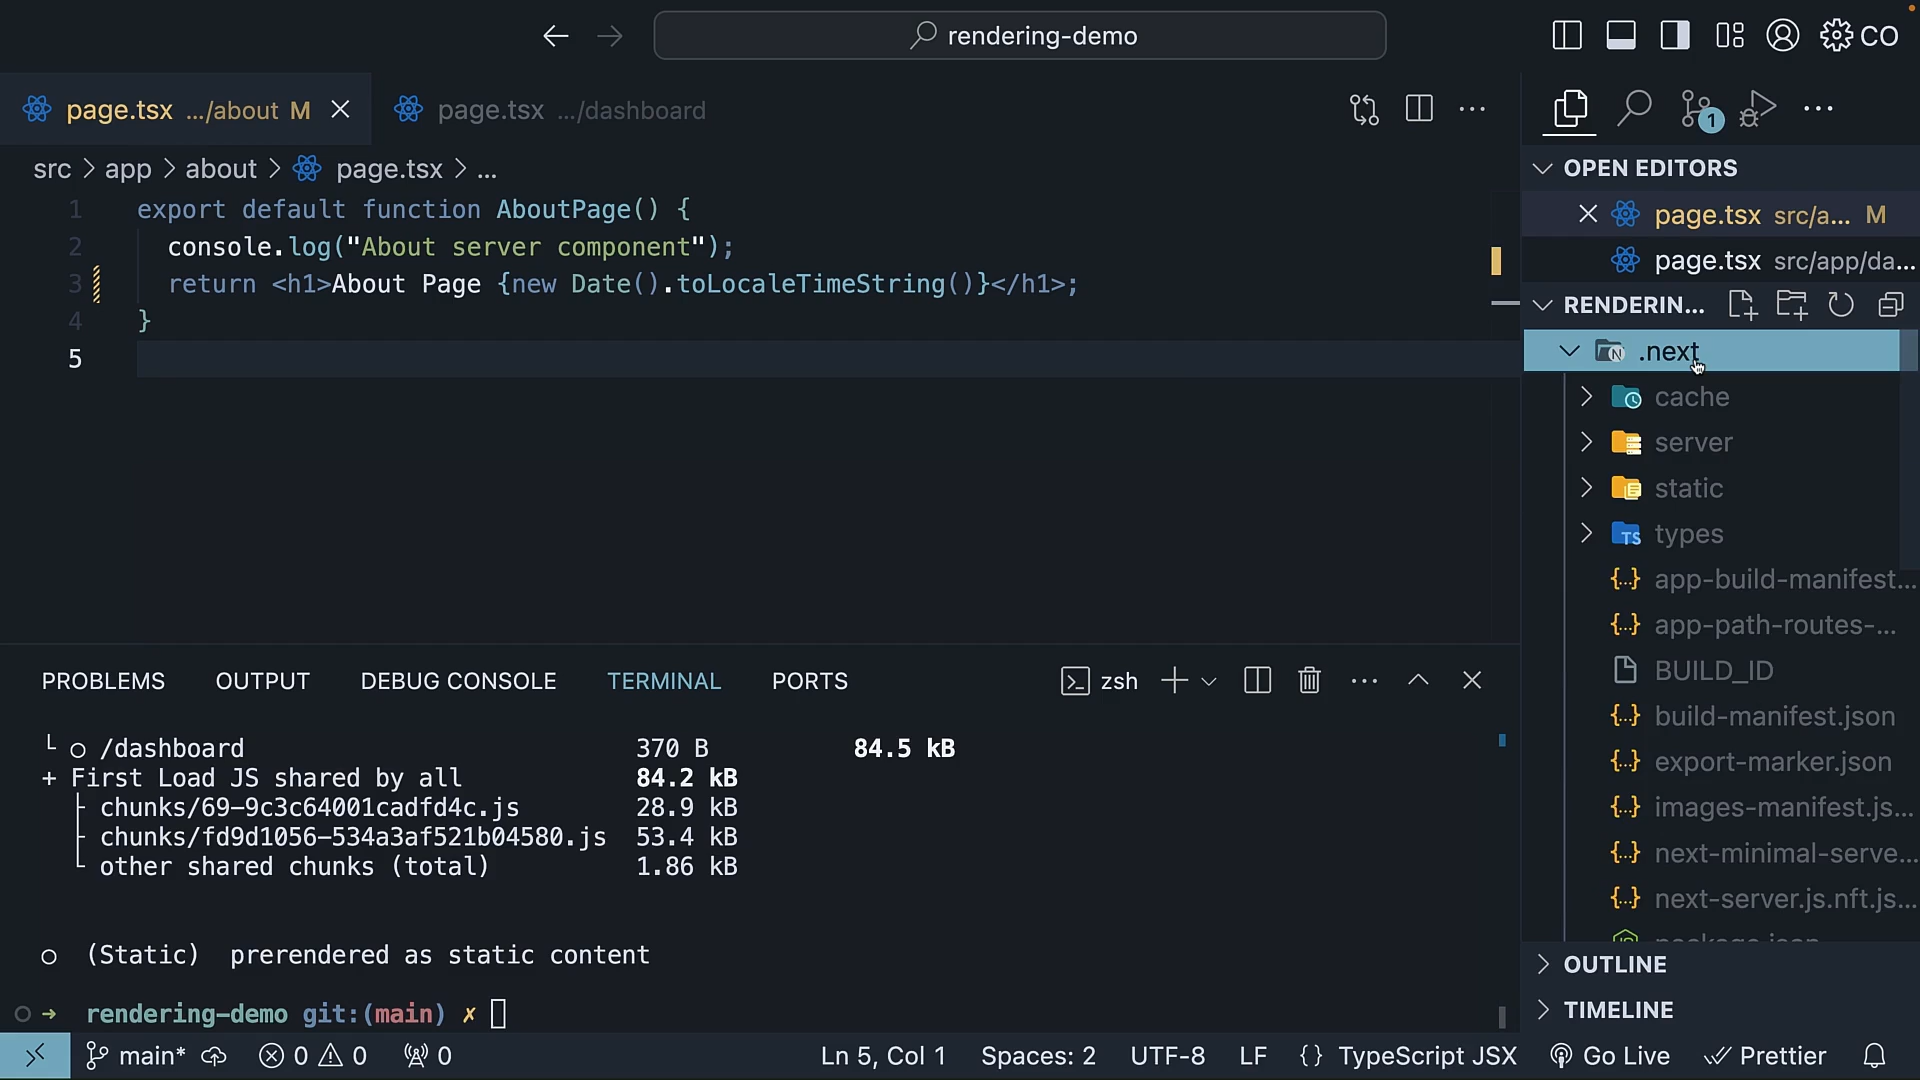 rendering-demo
CO
page.tsx .../about M
page.tsx .../dashboard
1
OPEN EDITORS
src > app > about > page.tsx > ...
page.tsx src/a... M
page.tsx src/app/da...
1 export default function AboutPage() {
2 console.log("About server component");
3 return <h1>About Page {new Date().toLocaleTimeString()}</h1>;
4 }
5
RENDERIN...
.next
cache
server
static
types
app-build-manifest...
app-path-routes-...
BUILD_ID
build-manifest.json
export-marker.json
images-manifest.js...
next-minimal-serve...
next-server.js.nft.js...
package.json
OUTLINE
TIMELINE
PROBLEMS OUTPUT DEBUG CONSOLE TERMINAL PORTS
zsh
└ ○ /dashboard 370 B 84.5 kB
+ First Load JS shared by all 84.2 kB
├ chunks/69-9c3c64001cadfd4c.js 28.9 kB
├ chunks/fd9d1056-534a3af521b04580.js 53.4 kB
└ other shared chunks (total) 1.86 kB
○ (Static) prerendered as static content
➜ rendering-demo git:(main) ✗
main* 0 0 0
Ln 5, Col 1 Spaces: 2 UTF-8 LF {} TypeScript JSX Go Live Prettier